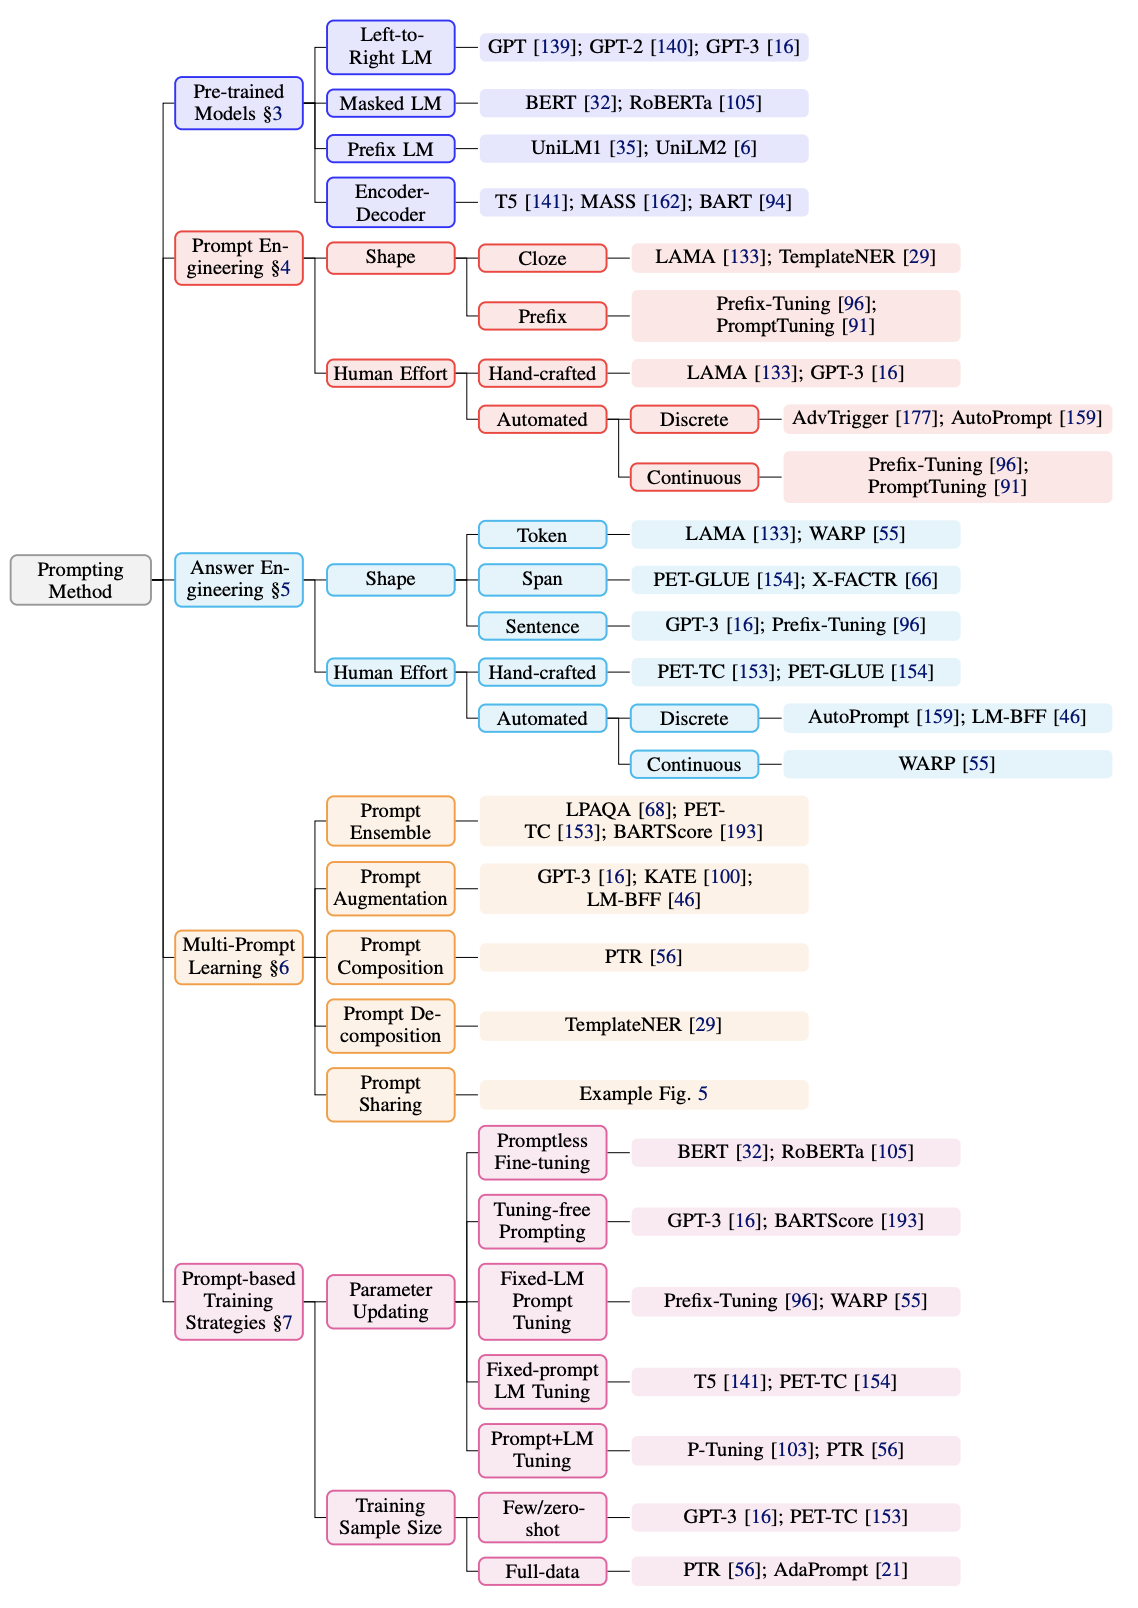 Left-to-
Right LM
GPT [139]; GPT-2 [140]; GPT-3 [16]
Pre-trained
Models §3
Masked LM
BERT [32]; RoBERTa [105]
Prefix LM
UniLM1 [35]; UniLM2 [6]
Encoder-
Decoder
T5 [141]; MASS [162]; BART [94]
Prompt En-
gineering §4
Shape
Cloze
LAMA [133]; TemplateNER [29]
Prefix
Prefix-Tuning [96];
PromptTuning [91]
Human Effort
Hand-crafted
LAMA [133]; GPT-3 [16]
Automated
Discrete
AdvTrigger [177]; AutoPrompt [159]
Continuous
Prefix-Tuning [96];
PromptTuning [91]
Prompting
Method
Answer En-
gineering §5
Shape
Token
LAMA [133]; WARP [55]
Span
PET-GLUE [154]; X-FACTR [66]
Sentence
GPT-3 [16]; Prefix-Tuning [96]
Human Effort
Hand-crafted
PET-TC [153]; PET-GLUE [154]
Automated
Discrete
AutoPrompt [159]; LM-BFF [46]
Continuous
WARP [55]
Multi-Prompt
Learning §6
Prompt
Ensemble
LPAQA [68]; PET-
TC [153]; BARTScore [193]
Prompt
Augmentation
GPT-3 [16]; KATE [100];
LM-BFF [46]
Prompt
Composition
PTR [56]
Prompt De-
composition
TemplateNER [29]
Prompt
Sharing
Example Fig. 5
Prompt-based
Training
Strategies §7
Parameter
Updating
Promptless
Fine-tuning
BERT [32]; RoBERTa [105]
Tuning-free
Prompting
GPT-3 [16]; BARTScore [193]
Fixed-LM
Prompt
Tuning
Prefix-Tuning [96]; WARP [55]
Fixed-prompt
LM Tuning
T5 [141]; PET-TC [154]
Prompt+LM
Tuning
P-Tuning [103]; PTR [56]
Training
Sample Size
Few/zero-
shot
GPT-3 [16]; PET-TC [153]
Full-data
PTR [56]; AdaPrompt [21]